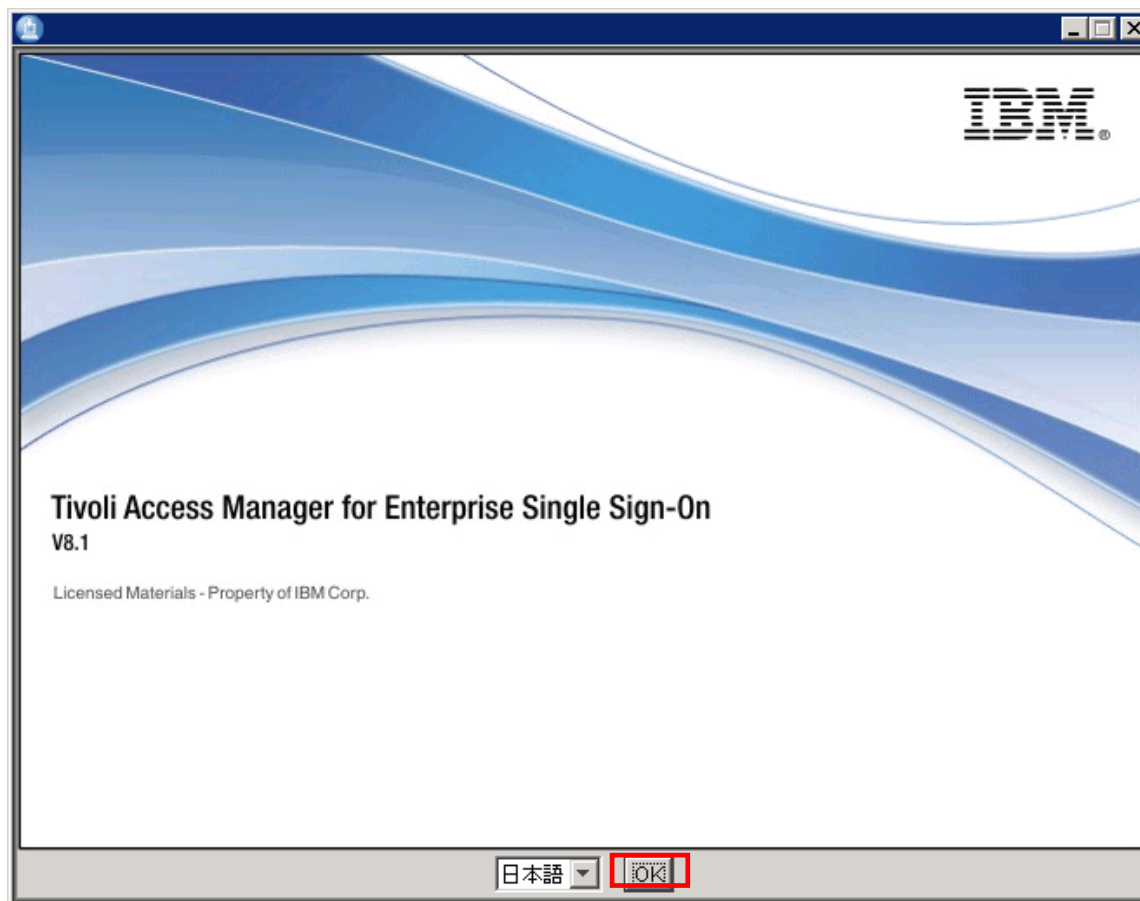 IBM®
Tivoli Access Manager for Enterprise Single Sign-On
V8.1
Licensed Materials - Property of IBM Corp.
日本語 OK